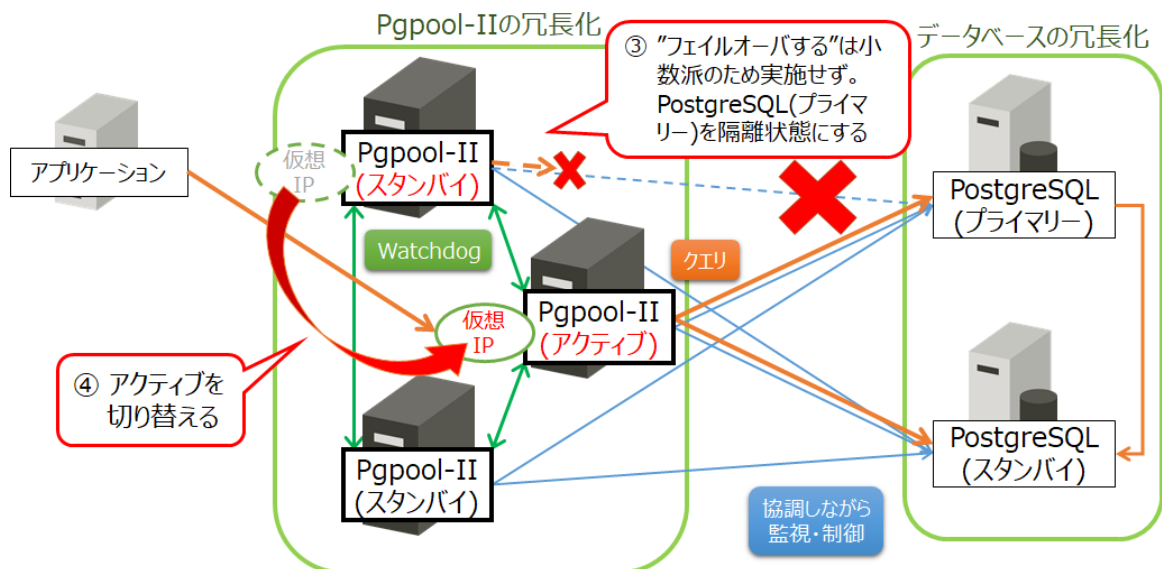 Pgpool-IIの冗長化
データベースの冗長化
③ ”フェイルオーバする”は小
数派のため実施せず。
PostgreSQL(プライマ
リー)を隔離状態にする
アプリケーション
仮想
IP
Pgpool-II
(スタンバイ)
PostgreSQL
(プライマリー)
Watchdog
クエリ
仮想
IP
Pgpool-II
(アクティブ)
④ アクティブを
切り替える
Pgpool-II
(スタンバイ)
PostgreSQL
(スタンバイ)
協調しながら
監視・制御